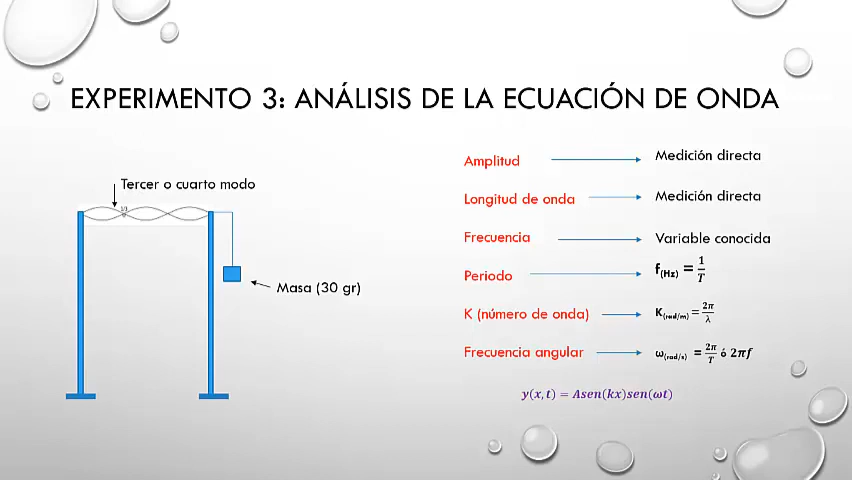 EXPERIMENTO 3: ANÁLISIS DE LA ECUACIÓN DE ONDA
Tercer o cuarto modo
Masa (30 gr)
Amplitud
Medición directa
Longitud de onda
Medición directa
Frecuencia
Variable conocida
Periodo
f(Hz) = 1/T
K (número de onda)
K(rad/m) = 2π/λ
Frecuencia angular
ω(rad/s) = 2π/T ó 2πf
y(x, t) = Asen(kx)sen(ωt)